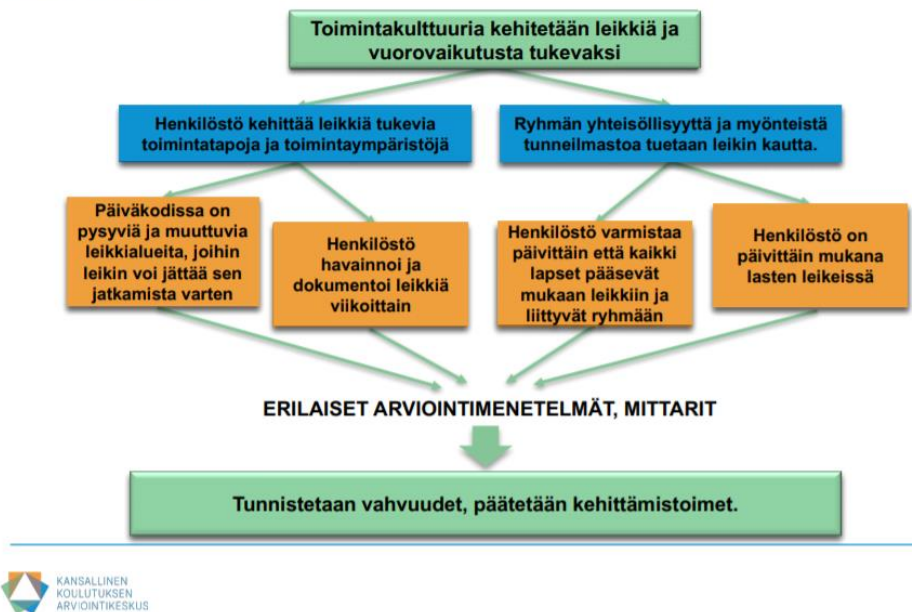 Toimintakulttuuria kehitetään leikkiä ja
vuorovaikutusta tukevaksi
Henkilöstö kehittää leikkiä tukevia
toimintatapoja ja toimintaympäristöjä
Ryhmän yhteisöllisyyttä ja myönteistä
tunneilmastoa tuetaan leikin kautta.
Päiväkodissa on
pysyviä ja muuttuvia
leikkialueita, joihin
leikin voi jättää sen
jatkamista varten
Henkilöstö
havainnoi ja
dokumentoi leikkiä
viikoittain
Henkilöstö varmistaa
päivittäin että kaikki
lapset pääsevät
mukaan leikkiin ja
liittyvät ryhmään
Henkilöstö on
päivittäin mukana
lasten leikeissä
ERILAISET ARVIOINTIMENETELMÄT, MITTARIT
Tunnistetaan vahvuudet, päätetään kehittämistoimet.
KANSALLINEN
KOULUTUKSEN
ARVIOINTIKESKUS